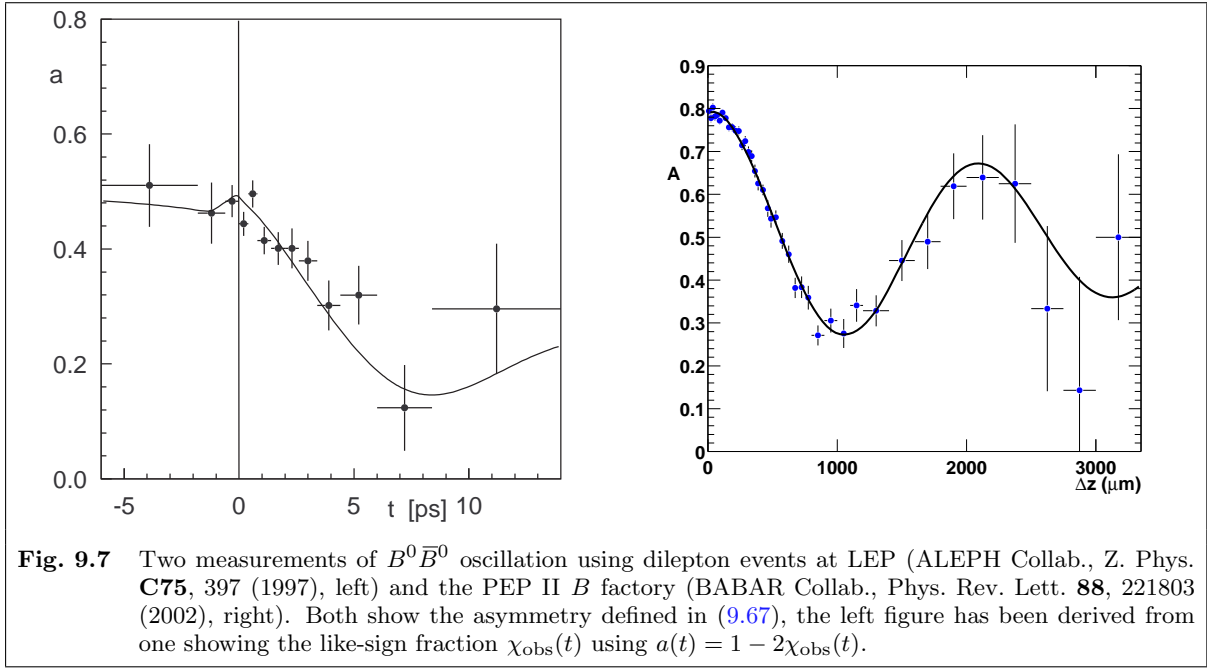 0.8
a
0.6
0.4
0.2
0.0
-5 0 5 10
t [ps]
0.9
0.8
0.7
A
0.6
0.5
0.4
0.3
0.2
0.1
0
0 1000 2000 3000
Δz (μm)
Fig. 9.7 Two measurements of B⁰B̅⁰ oscillation using dilepton events at LEP (ALEPH Collab., Z. Phys.
C75, 397 (1997), left) and the PEP II B factory (BABAR Collab., Phys. Rev. Lett. 88, 221803
(2002), right). Both show the asymmetry defined in (9.67), the left figure has been derived from
one showing the like-sign fraction χobs(t) using a(t) = 1 − 2χobs(t).